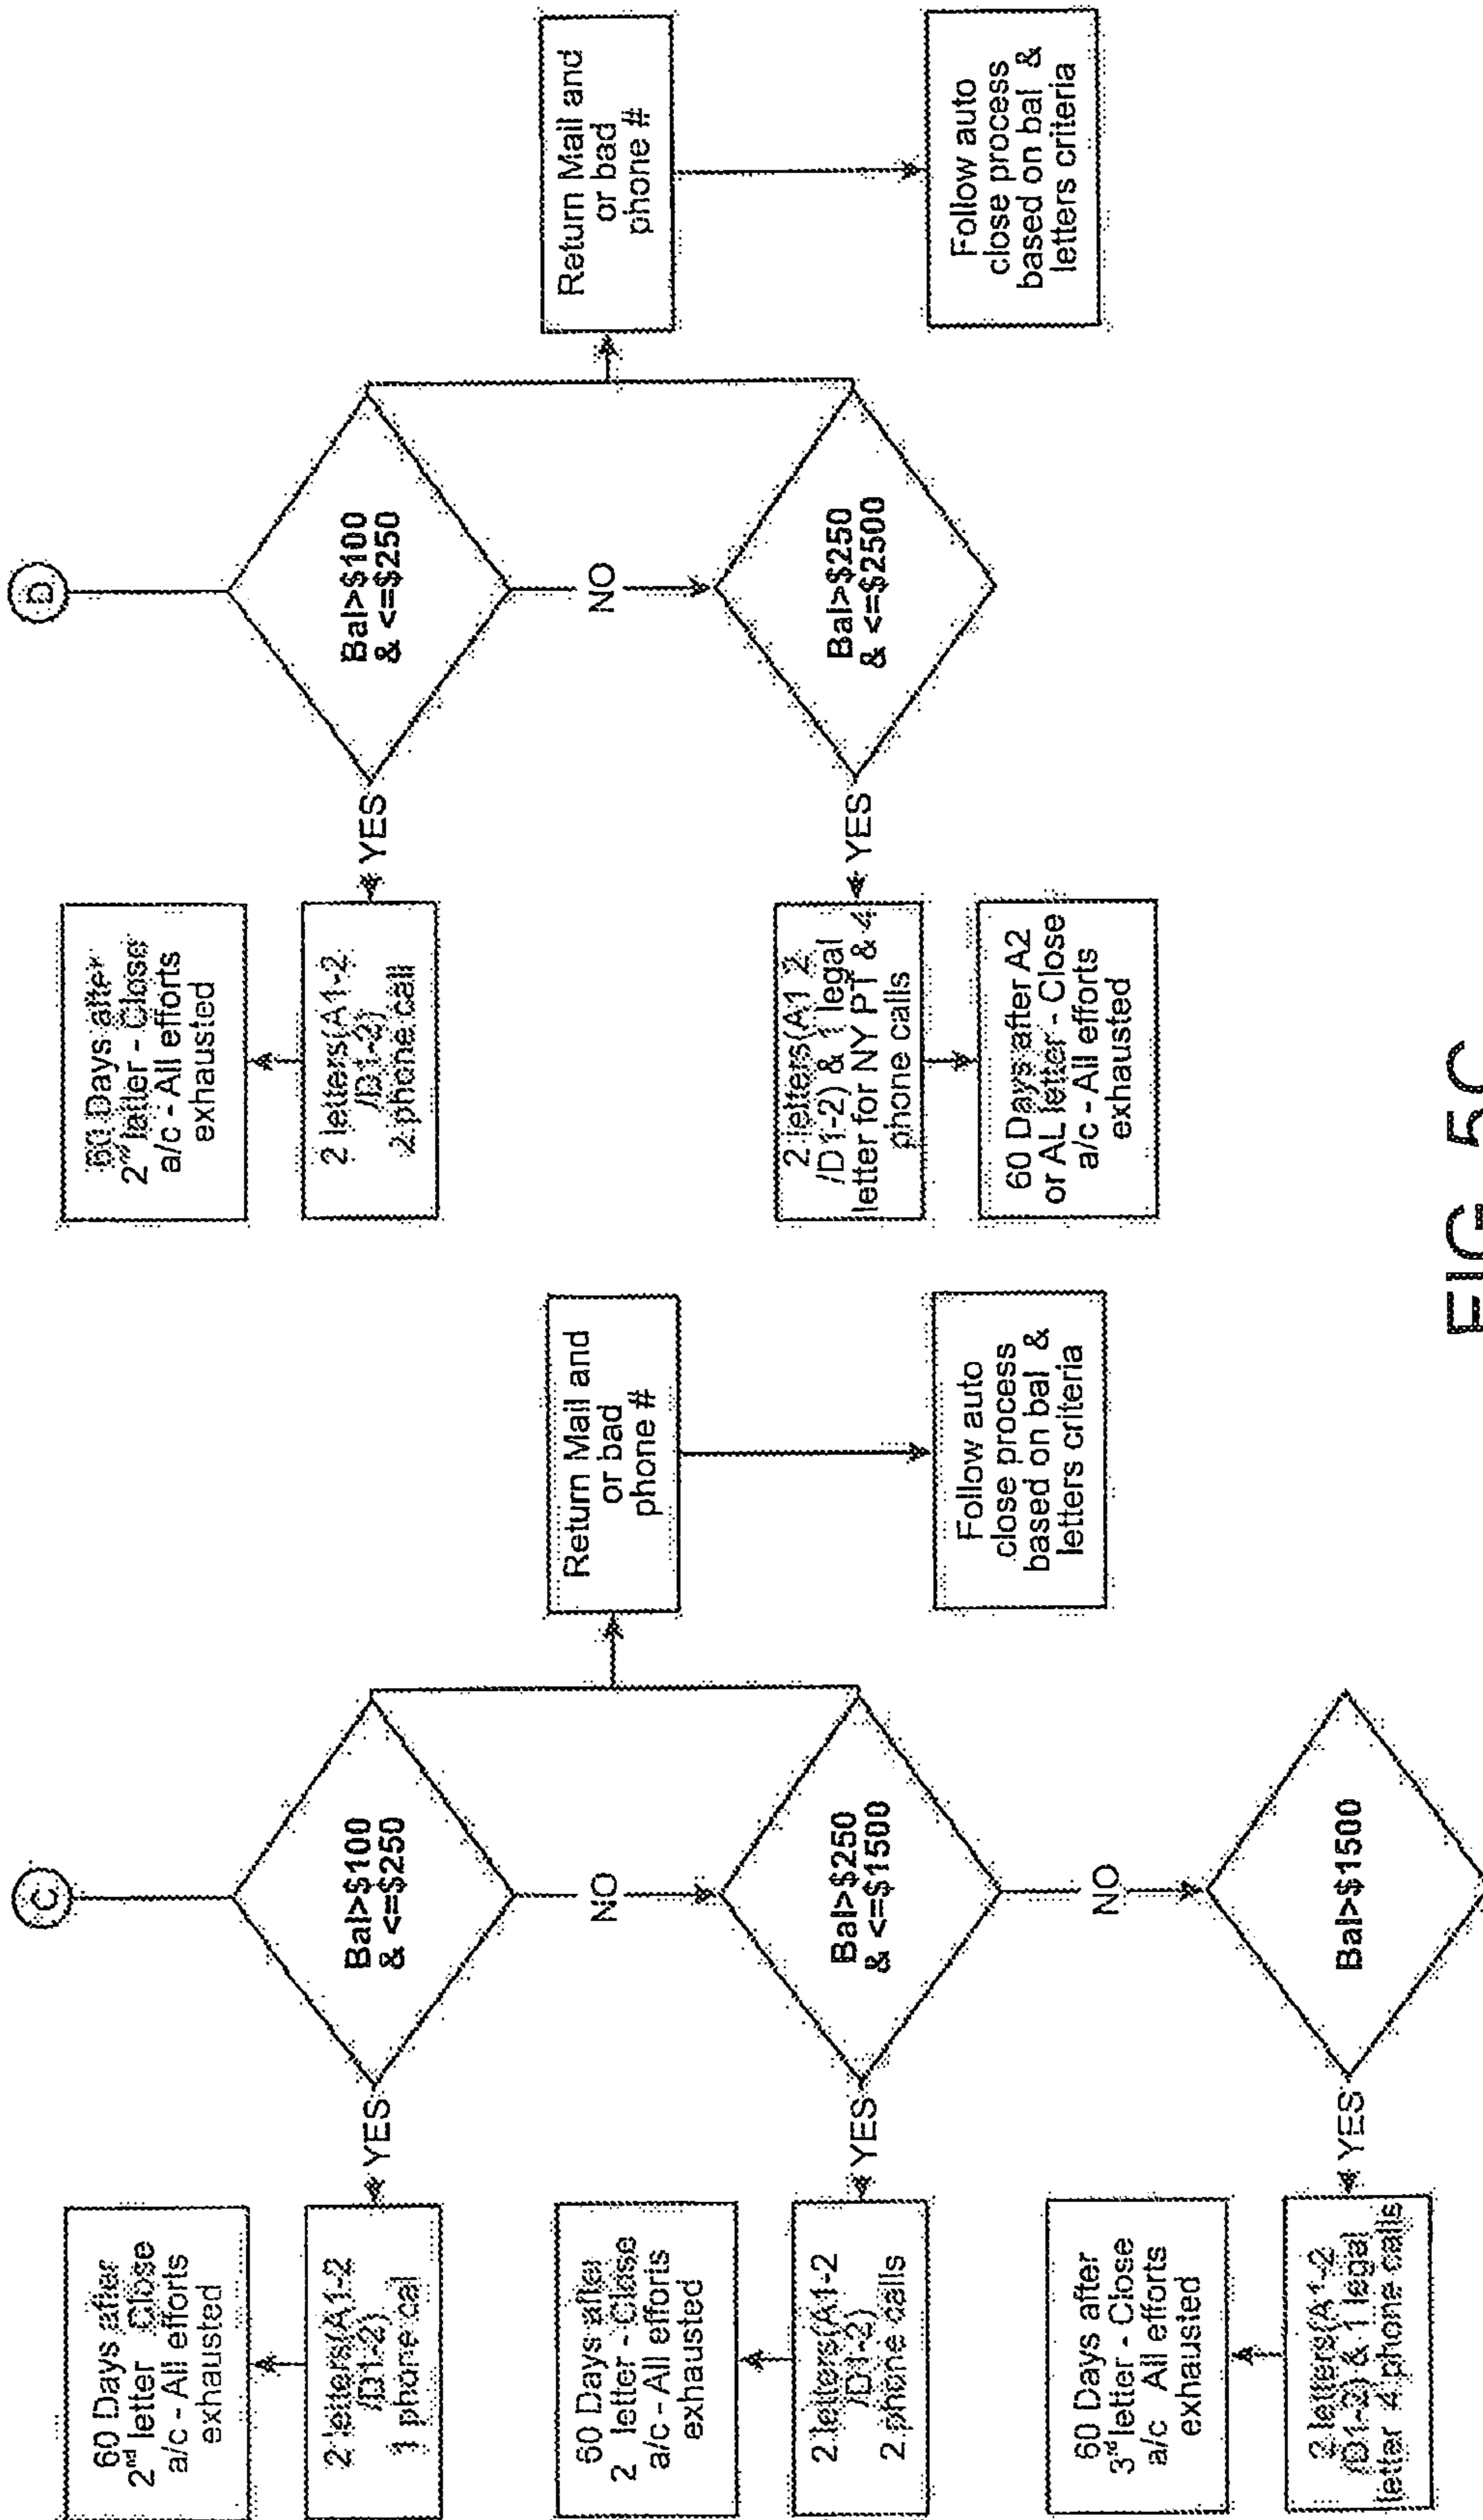 C
Bal>$100
& <=$250
YES
2 letters(A1-2
/D1-2)
1 phone cal
60 Days after
2nd letter Close
a/c - All efforts
exhausted
Return Mail and
or bad
phone #
Follow auto
close process
based on bal &
letters criteria
NO
Bal>$250
& <=$1500
YES
2 letters(A1-2
/D1-2)
2 phone calls
60 Days after
2 letter - Close
a/c - All efforts
exhausted
NO
Bal>$1500
YES
2 letters(A1-2
/D1-2) & 1 legal
letter 4 phone calls
60 Days after
3rd letter - Close
a/c All efforts
exhausted
D
Bal>$100
& <=$250
YES
2 letters(A1-2
/D1-2)
2 phone call
60 Days after
2nd letter - Close
a/c - All efforts
exhausted
Return Mail and
or bad
phone #
Follow auto
close process
based on bal &
letters criteria
NO
Bal>$250
& <=$2500
YES
2 letters(A1 2
/D1-2) & 1 legal
letter for NY PT & 4
phone calls
60 Days after A2
or AL letter - Close
a/c - All efforts
exhausted
FIG. 5C